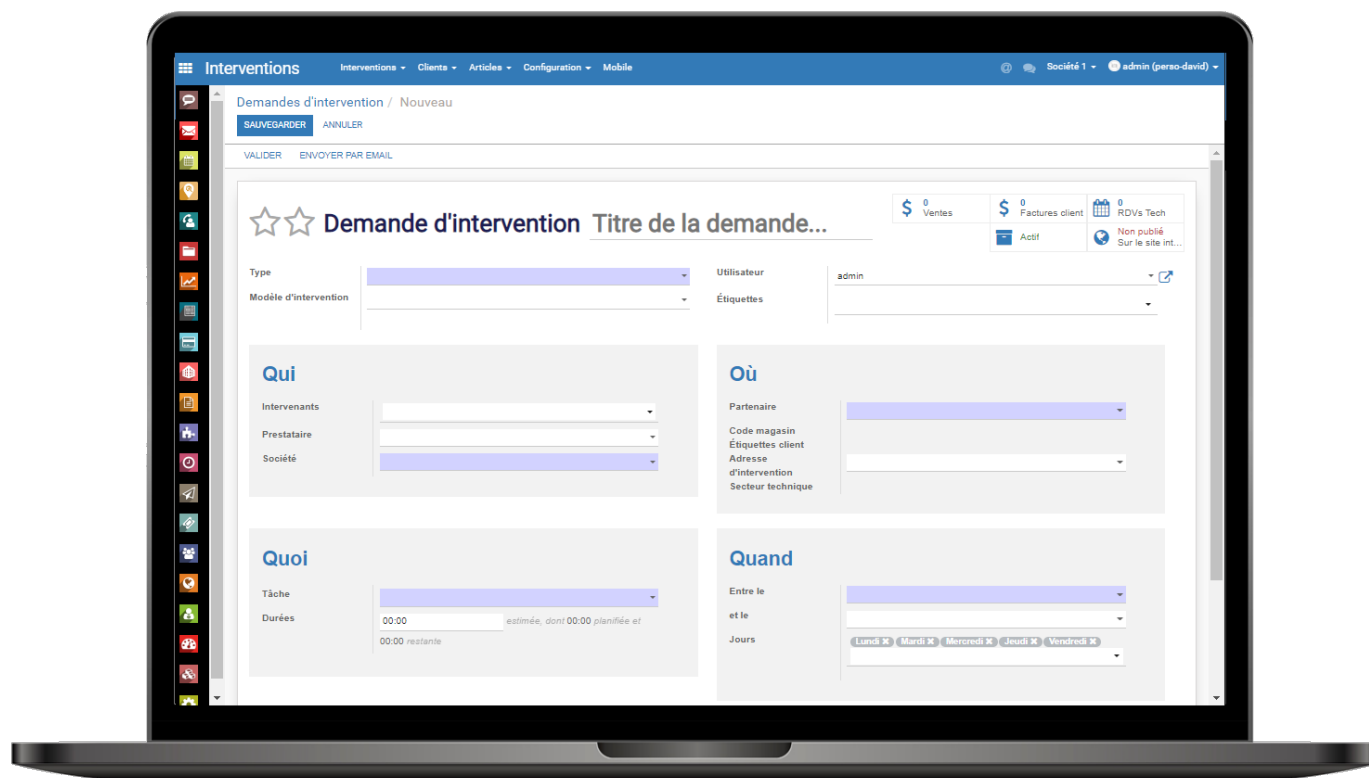 Interventions
Interventions Clients Articles Configuration Mobile
Société 1 admin (perso-david)
Demandes d'intervention / Nouveau
SAUVEGARDER ANNULER
VALIDER ENVOYER PAR EMAIL
$ 0 Ventes
$ 0 Factures client
0 RDVs Tech
Actif
Non publié
Sur le site int...
Demande d'intervention Titre de la demande...
Type
Modèle d'intervention
Utilisateur admin
Étiquettes
Qui
Intervenants
Prestataire
Société
Où
Partenaire
Code magasin
Étiquettes client
Adresse
d'intervention
Secteur technique
Quoi
Tâche
Durées 00:00 estimée, dont 00:00 planifiée et
00:00 restante
Quand
Entre le
et le
Jours Lundi x Mardi x Mercredi x Jeudi x Vendredi x